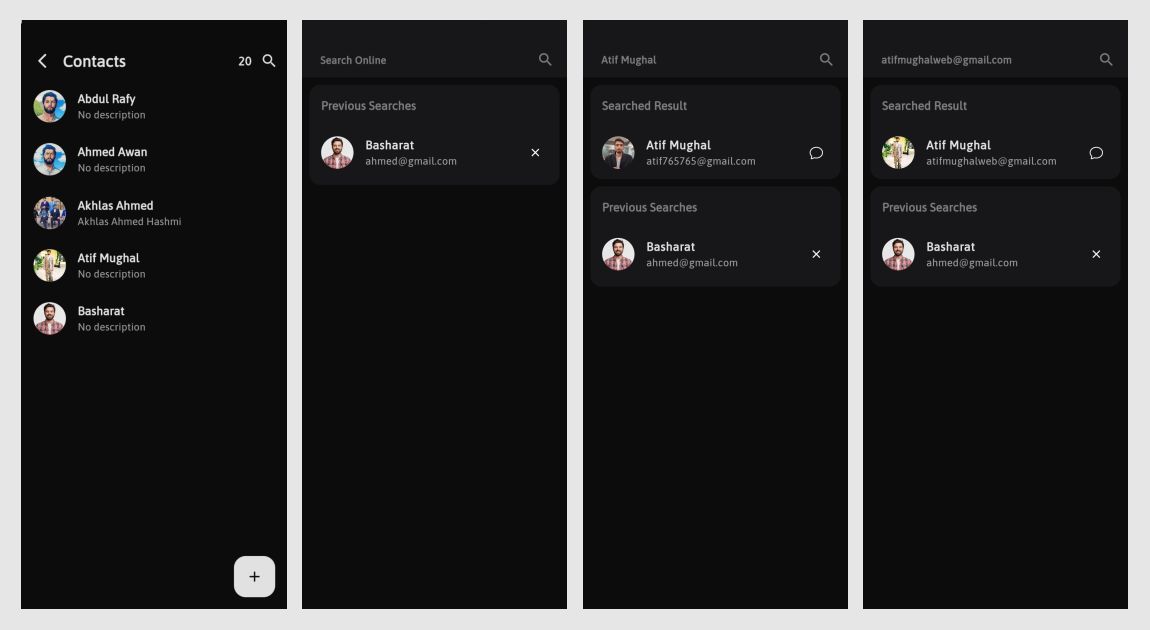 Contacts
20
Abdul Rafy
No description
Ahmed Awan
No description
Akhlas Ahmed
Akhlas Ahmed Hashmi
Atif Mughal
No description
Basharat
No description
Search Online
Previous Searches
Basharat
ahmed@gmail.com
Atif Mughal
Searched Result
Atif Mughal
atif765765@gmail.com
Previous Searches
Basharat
ahmed@gmail.com
atifmughalweb@gmail.com
Searched Result
Atif Mughal
atifmughalweb@gmail.com
Previous Searches
Basharat
ahmed@gmail.com